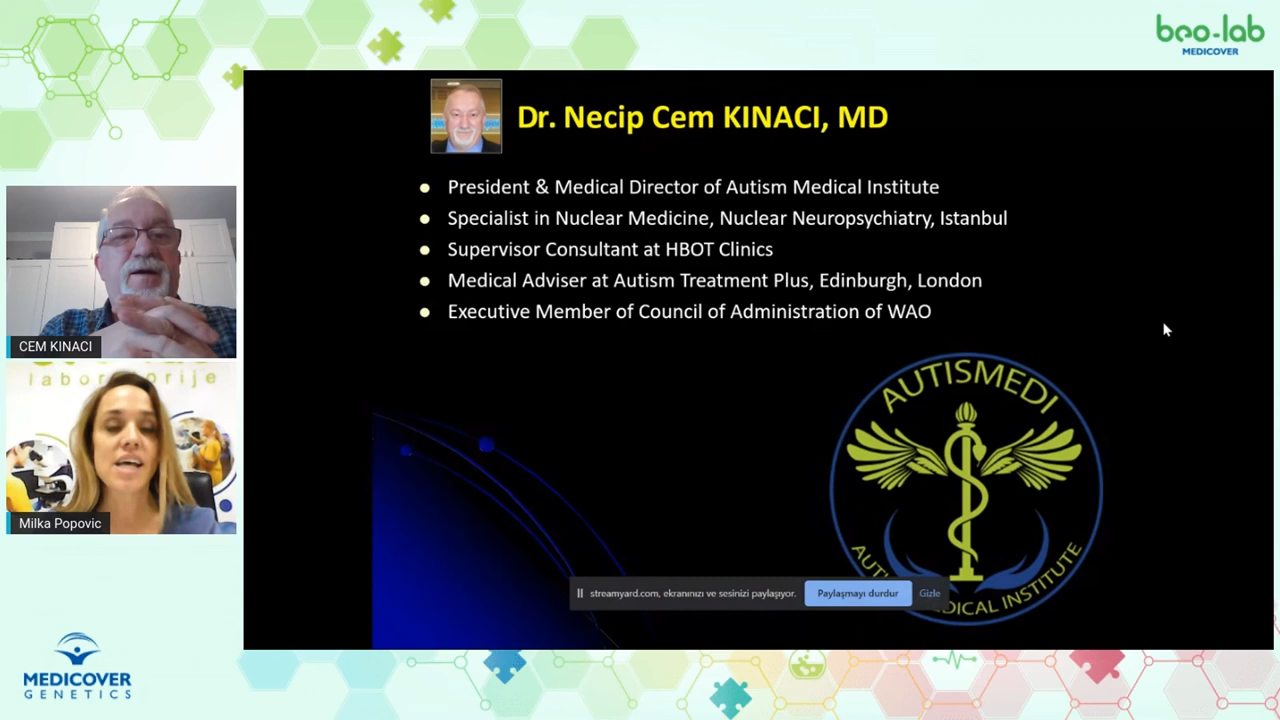 beo-lab
MEDICOVER
Dr. Necip Cem KINACI, MD
President & Medical Director of Autism Medical Institute
Specialist in Nuclear Medicine, Nuclear Neuropsychiatry, Istanbul
Supervisor Consultant at HBOT Clinics
Medical Adviser at Autism Treatment Plus, Edinburgh, London
Executive Member of Council of Administration of WAO
CEM KINACI
Milka Popovic
AUTISMEDI
INSTITUTE
streamyard.com, ekranınızı ve sesinizi paylaşıyor.
Paylaşmayı durdur
Gizle
MEDICOVER
GENETICS